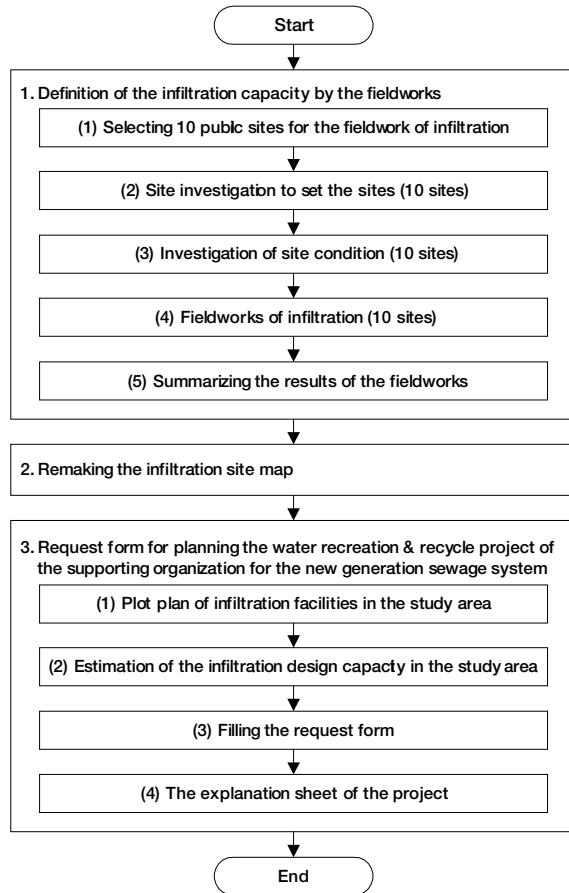 Start
1. Definition of the infiltration capacity by the fieldworks
(1) Selecting 10 publc sites for the fieldwork of infiltration
(2) Site investigation to set the sites (10 sites)
(3) Investigation of site condition (10 sites)
(4) Fieldworks of infiltration (10 sites)
(5) Summarizing the results of the fieldworks
2. Remaking the infiltration site map
3. Request form for planning the water recreation & recycle project of
the supporting organization for the new generation sewage system
(1) Plot plan of infiltration facilities in the study area
(2) Estimation of the infiltration design capacity in the study area
(3) Filling the request form
(4) The explanation sheet of the project
End